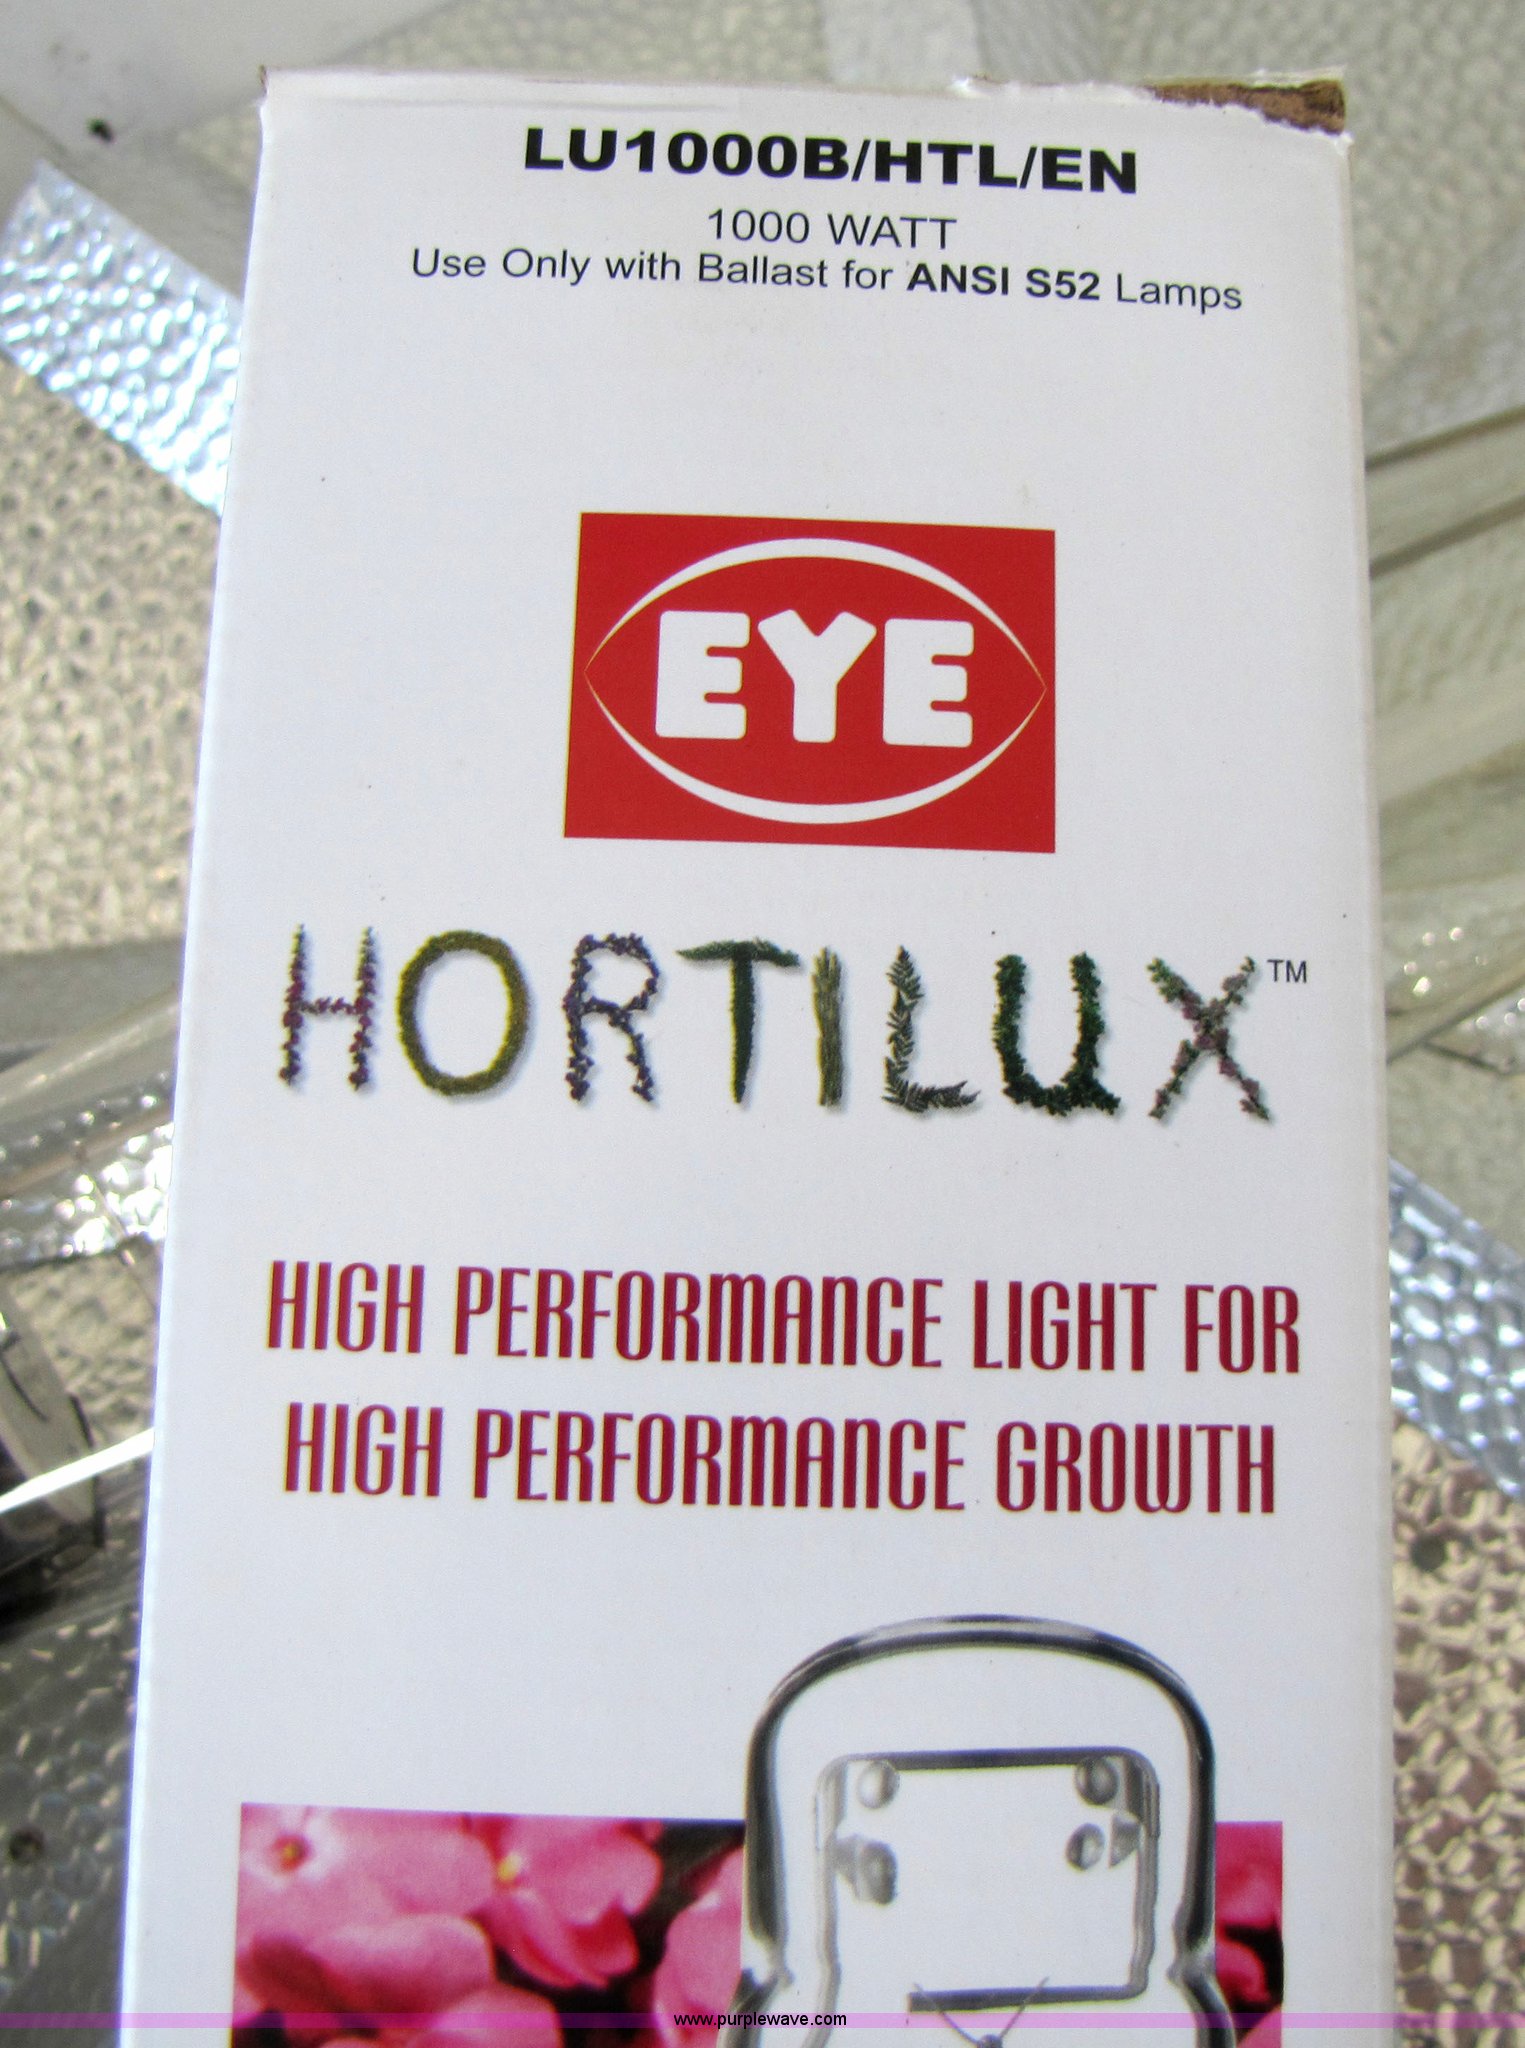 LU1000B/HTL/EN
1000 WATT
Use Only with Ballast for ANSI S52 Lamps
EYE
HORTILUX™
HIGH PERFORMANCE LIGHT FOR
HIGH PERFORMANCE GROWTH
www.purplewave.com